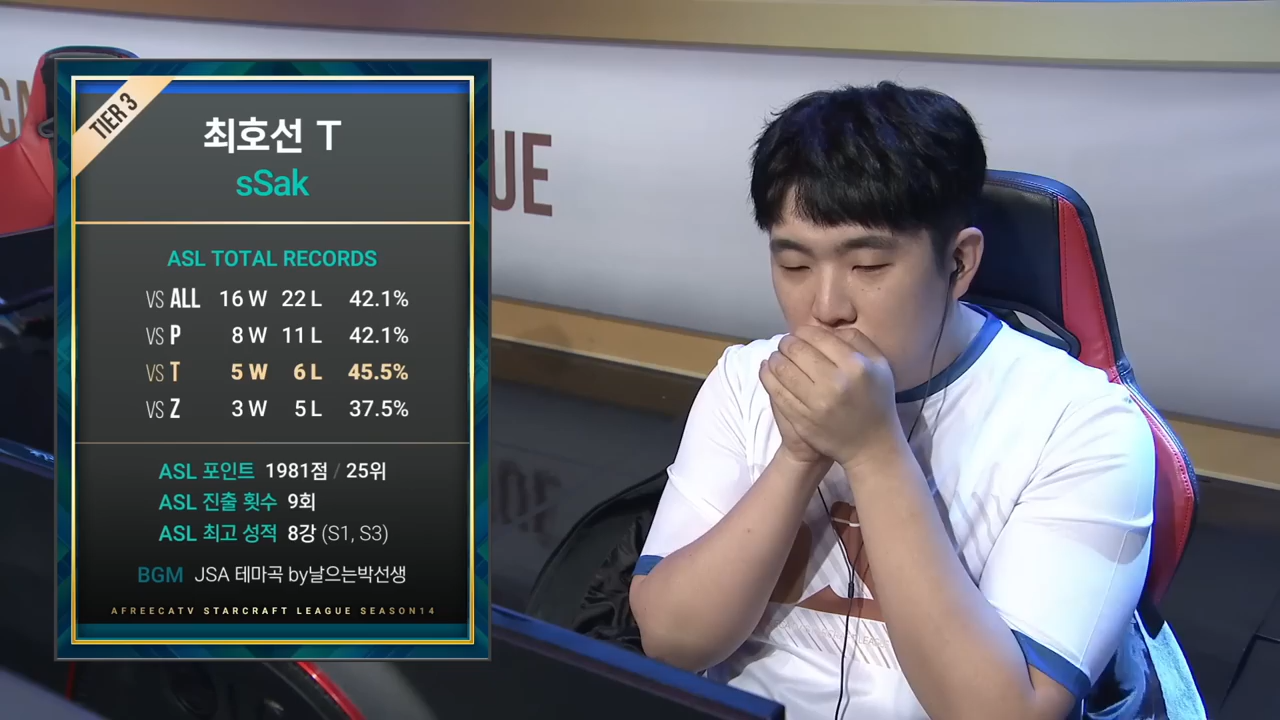 TIER 3
최호선 T
sSak
ASL TOTAL RECORDS
VS ALL 16 W 22 L 42.1%
VS P 8 W 11 L 42.1%
VS T 5 W 6 L 45.5%
VS Z 3 W 5 L 37.5%
ASL 포인트 1981점 / 25위
ASL 진출 횟수 9회
ASL 최고 성적 8강 (S1, S3)
BGM JSA 테마곡 by날으는박선생
AFREECATV STARCRAFT LEAGUE SEASON14